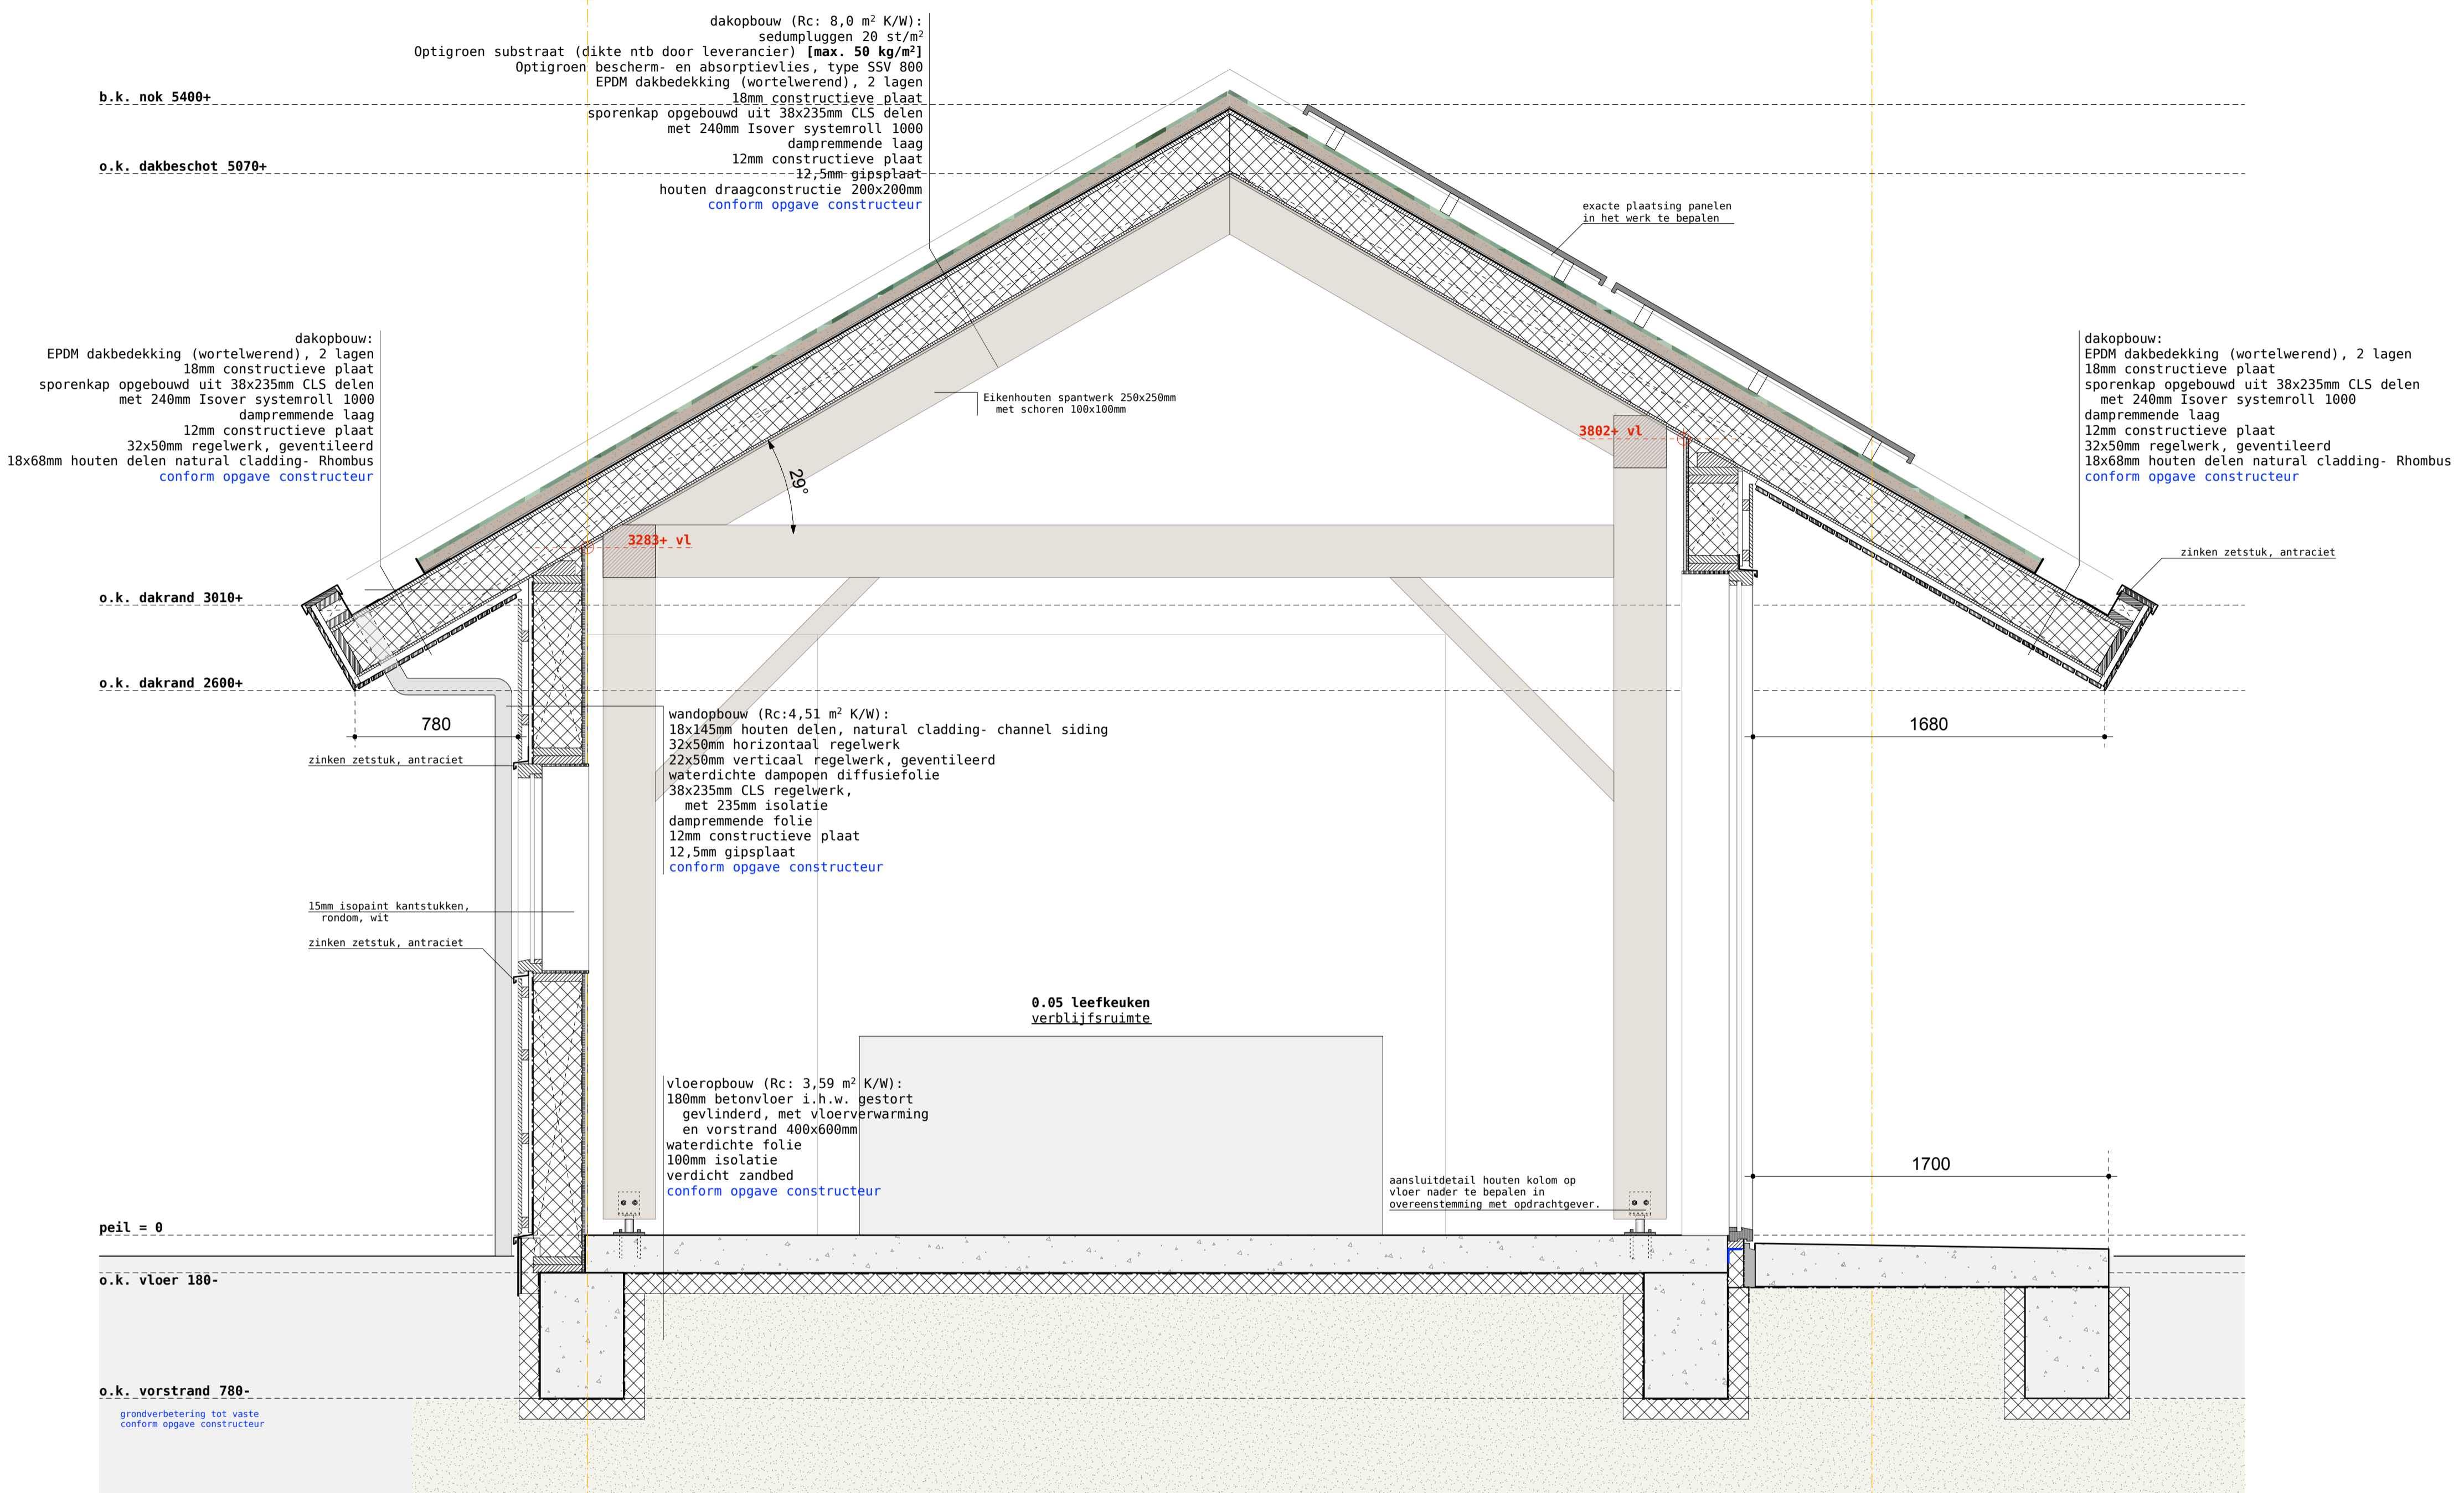 dakopbouw (Rc: 8,0 m² K/W):
sedumpluggen 20 st/m²
Optigroen substraat (dikte ntb door leverancier) [max. 50 kg/m²]
Optigroen bescherm- en absorptievlies, type SSV 800
EPDM dakbedekking (wortelwerend), 2 lagen
18mm constructieve plaat
sporenkap opgebouwd uit 38x235mm CLS delen
met 240mm Isover systemroll 1000
dampremmende laag
12mm constructieve plaat
12,5mm gipsplaat
houten draagconstructie 200x200mm
conform opgave constructeur
b.k. nok 5400+
o.k. dakbeschot 5070+
exacte plaatsing panelen
in het werk te bepalen
dakopbouw:
EPDM dakbedekking (wortelwerend), 2 lagen
18mm constructieve plaat
sporenkap opgebouwd uit 38x235mm CLS delen
met 240mm Isover systemroll 1000
dampremmende laag
12mm constructieve plaat
32x50mm regelwerk, geventileerd
18x68mm houten delen natural cladding- Rhombus
conform opgave constructeur
Eikenhouten spantwerk 250x250mm
met schoren 100x100mm
29°
3802+ vl
3283+ vl
dakopbouw:
EPDM dakbedekking (wortelwerend), 2 lagen
18mm constructieve plaat
sporenkap opgebouwd uit 38x235mm CLS delen
met 240mm Isover systemroll 1000
dampremmende laag
12mm constructieve plaat
32x50mm regelwerk, geventileerd
18x68mm houten delen natural cladding- Rhombus
conform opgave constructeur
zinken zetstuk, antraciet
o.k. dakrand 3010+
o.k. dakrand 2600+
780
1680
zinken zetstuk, antraciet
wandopbouw (Rc:4,51 m² K/W):
18x145mm houten delen, natural cladding- channel siding
32x50mm horizontaal regelwerk
22x50mm verticaal regelwerk, geventileerd
waterdichte dampopen diffusiefolie
38x235mm CLS regelwerk,
met 235mm isolatie
dampremmende folie
12mm constructieve plaat
12,5mm gipsplaat
conform opgave constructeur
15mm isopaint kantstukken,
rondom, wit
zinken zetstuk, antraciet
0.05 leefkeuken
verblijfsruimte
vloeropbouw (Rc: 3,59 m² K/W):
180mm betonvloer i.h.w. gestort
gevlinderd, met vloerverwarming
en vorstrand 400x600mm
waterdichte folie
100mm isolatie
verdicht zandbed
conform opgave constructeur
aansluitdetail houten kolom op
vloer nader te bepalen in
overeenstemming met opdrachtgever.
1700
peil = 0
o.k. vloer 180-
o.k. vorstrand 780-
grondverbetering tot vaste
conform opgave constructeur